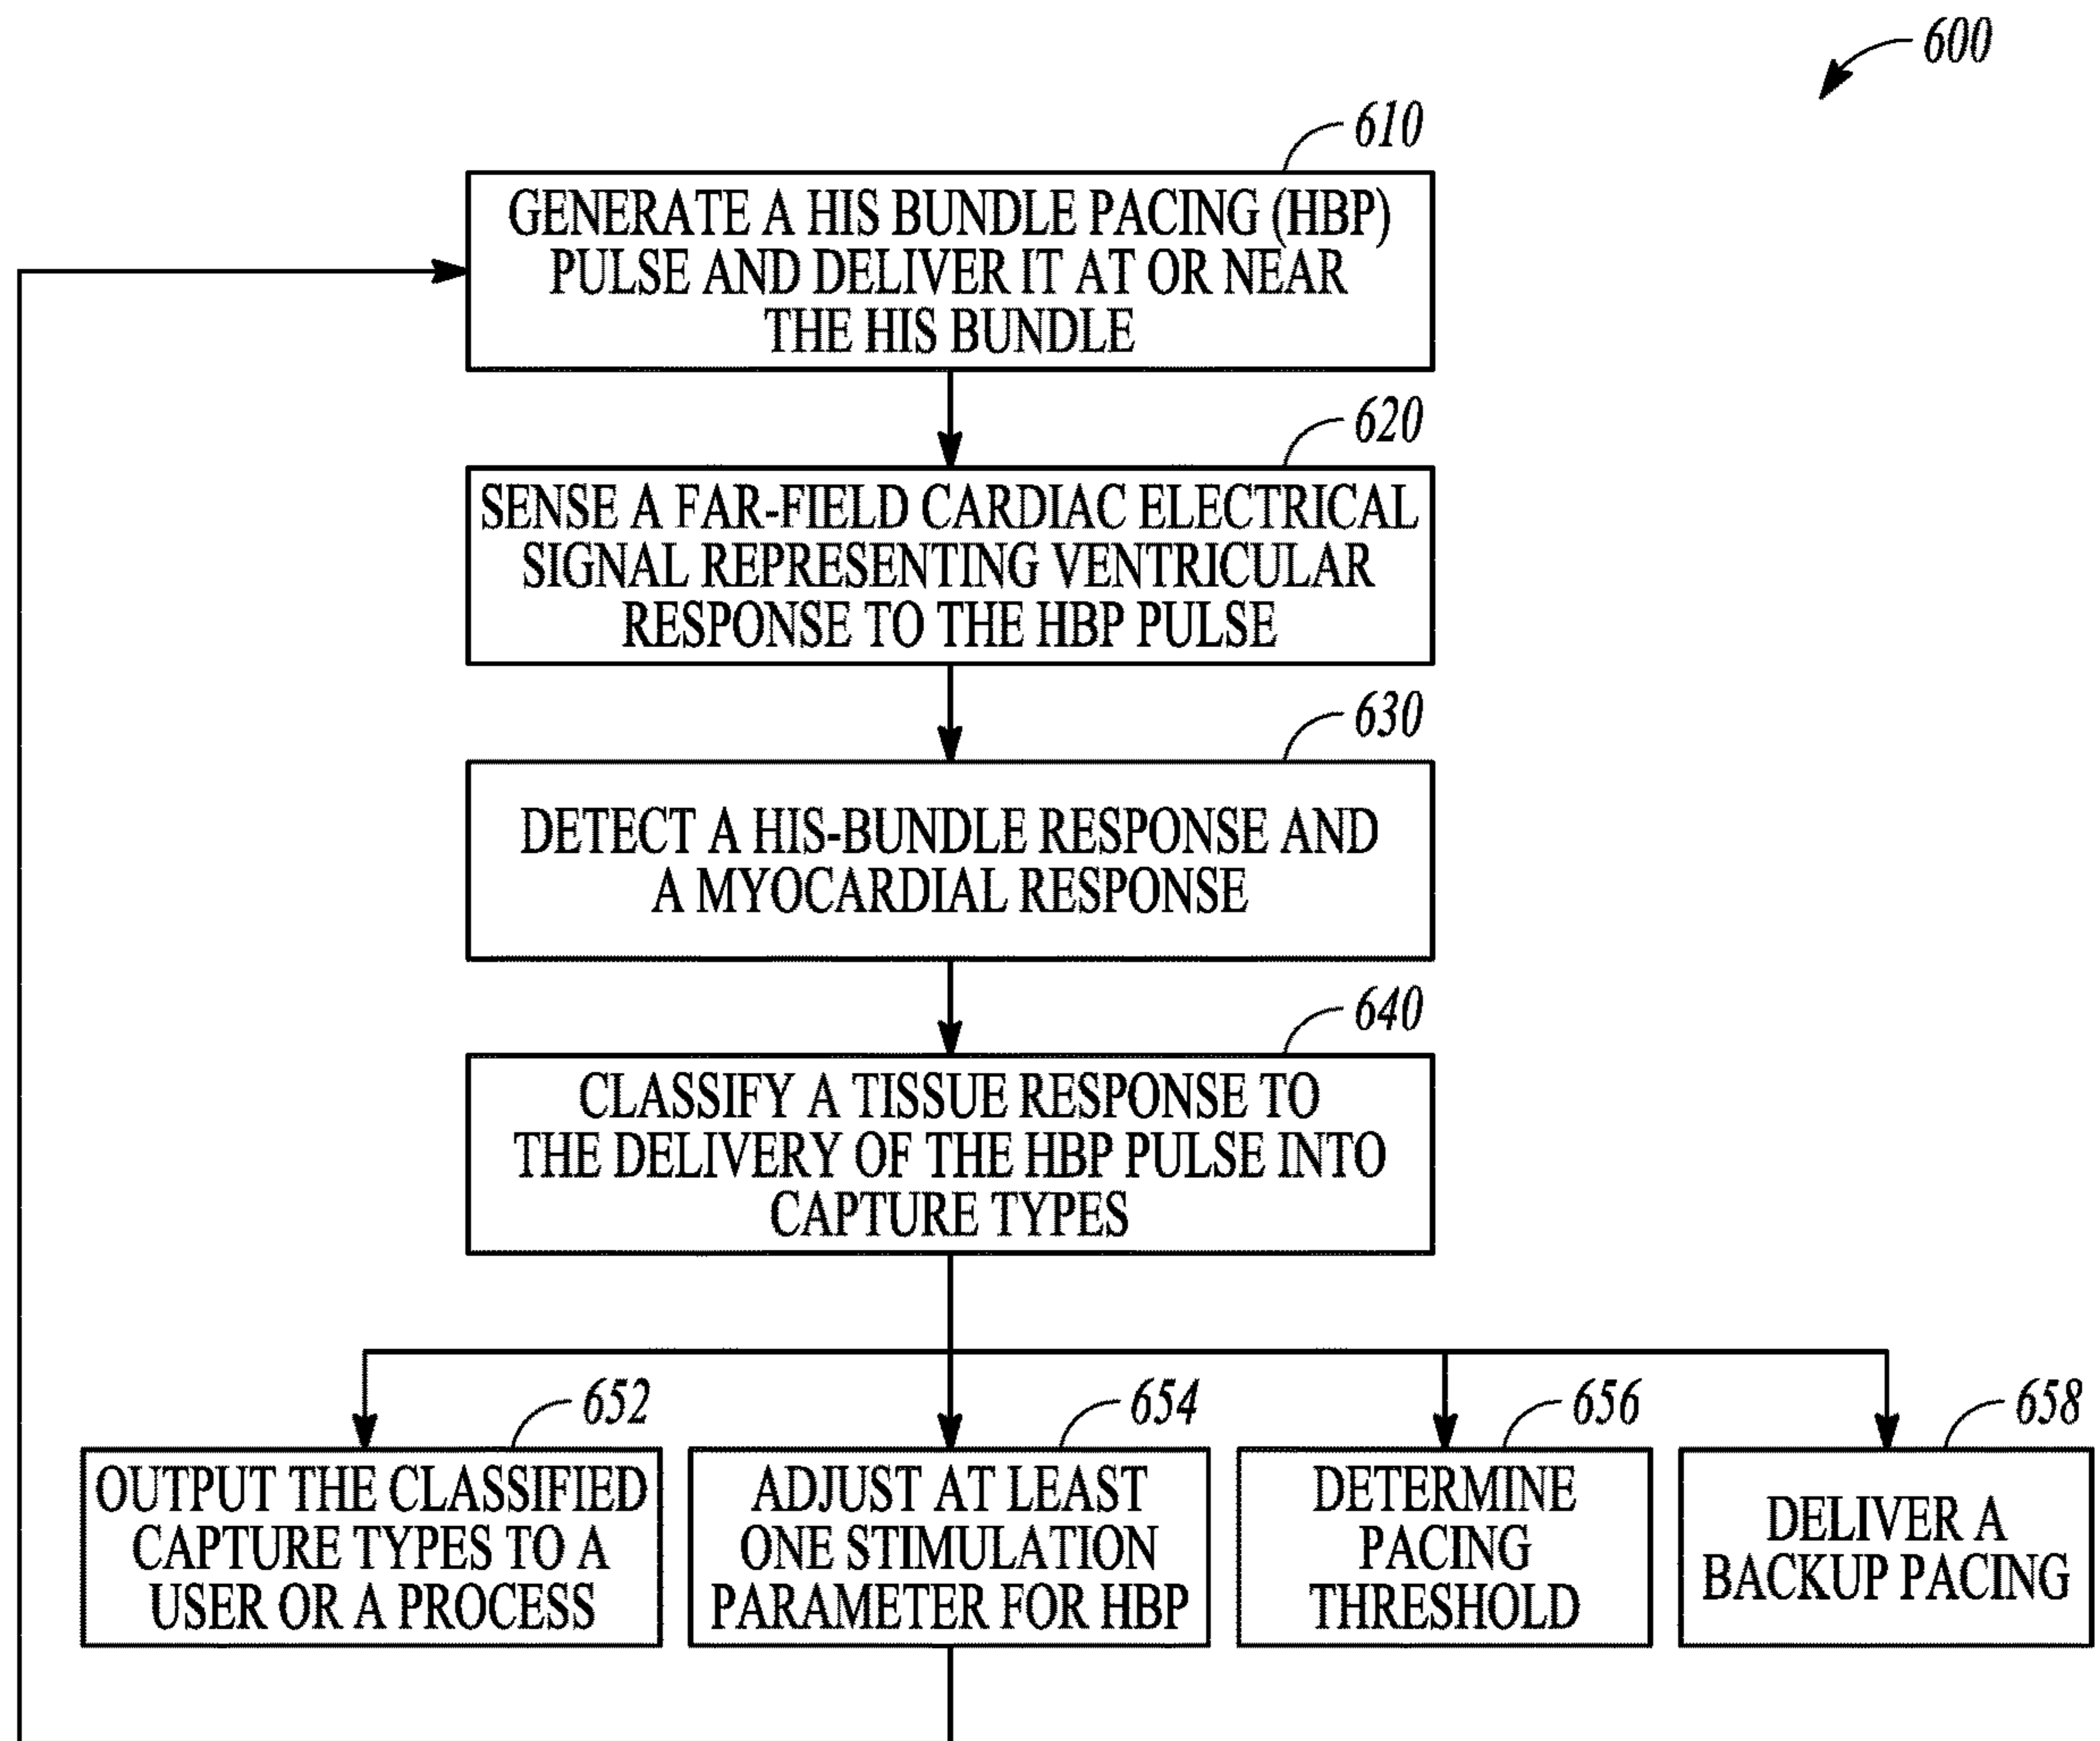 600
610
GENERATE A HIS BUNDLE PACING (HBP)
PULSE AND DELIVER IT AT OR NEAR
THE HIS BUNDLE
620
SENSE A FAR-FIELD CARDIAC ELECTRICAL
SIGNAL REPRESENTING VENTRICULAR
RESPONSE TO THE HBP PULSE
630
DETECT A HIS-BUNDLE RESPONSE AND
A MYOCARDIAL RESPONSE
640
CLASSIFY A TISSUE RESPONSE TO
THE DELIVERY OF THE HBP PULSE INTO
CAPTURE TYPES
652
OUTPUT THE CLASSIFIED
CAPTURE TYPES TO A
USER OR A PROCESS
654
ADJUST AT LEAST
ONE STIMULATION
PARAMETER FOR HBP
656
DETERMINE
PACING
THRESHOLD
658
DELIVER A
BACKUP PACING